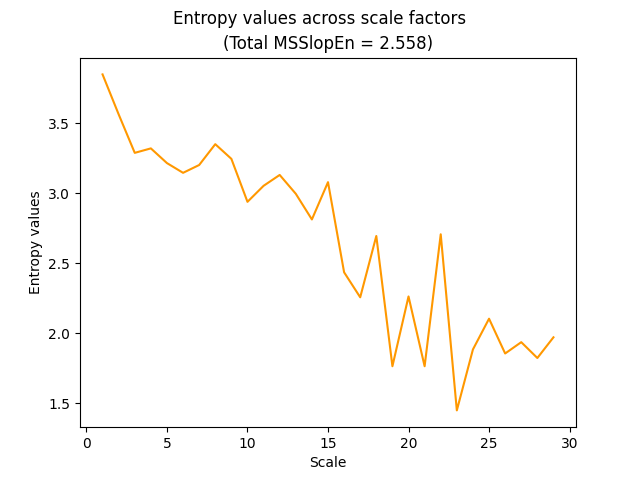 Entropy values across scale factors
(Total MSSlopEn = 2.558)
3.5
3.0
2.5
2.0
1.5
Entropy values
0 5 10 15 20 25 30
Scale